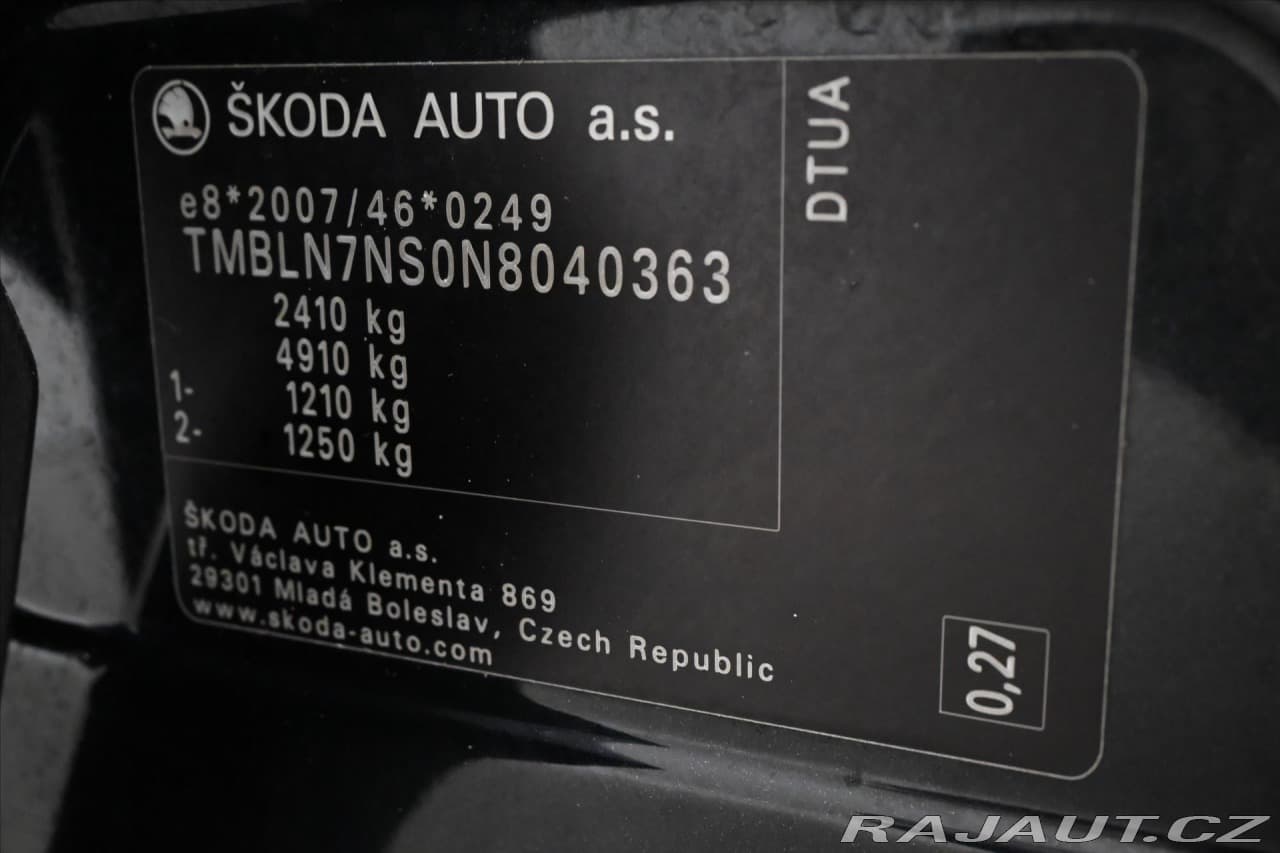 ŠKODA AUTO a.s.
e8*2007/46*0249
TMBLN7NS0N8040363
2410 kg
4910 kg
1- 1210 kg
2- 1250 kg
DTUA
ŠKODA AUTO a.s.
tř. Václava Klementa 869
29301 Mladá Boleslav, Czech Republic
www.skoda-auto.com
0,27
RAJAUT.CZ